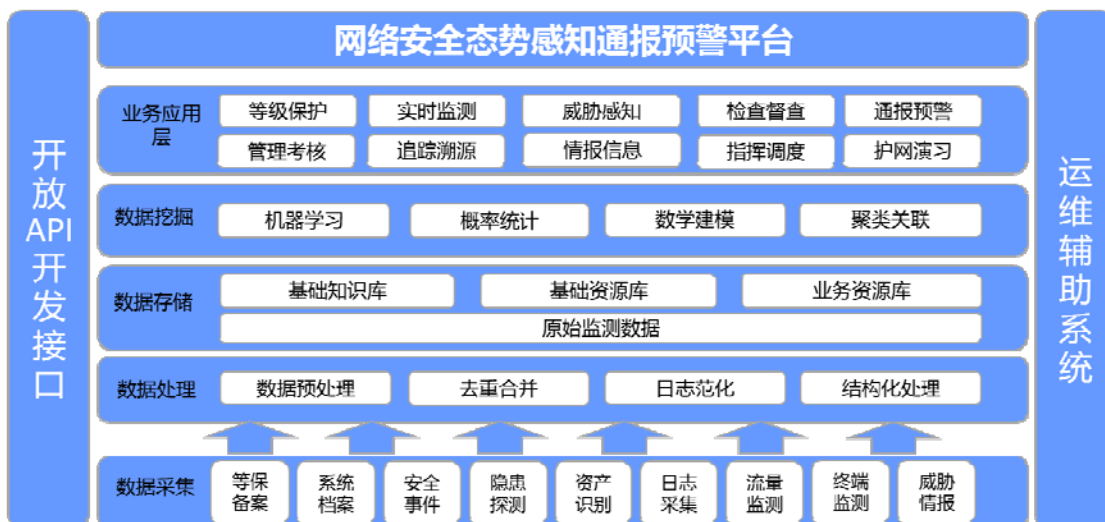 网络安全态势感知通报预警平台
开
放
API
开
发
接
口
业务应用
层
等级保护
实时监测
威胁感知
检查督查
通报预警
管理考核
追踪溯源
情报信息
指挥调度
护网演习
数据挖掘
机器学习
概率统计
数学建模
聚类关联
数据存储
基础知识库
基础资源库
业务资源库
原始监测数据
数据处理
数据预处理
去重合并
日志范化
结构化处理
数据采集
等保
备案
系统
档案
安全
事件
隐患
探测
资产
识别
日志
采集
流量
监测
终端
监测
威胁
情报
运
维
辅
助
系
统